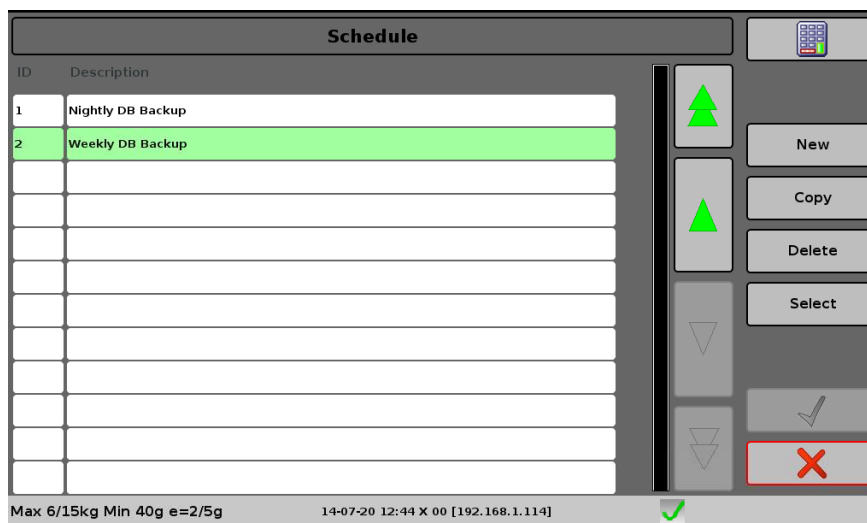 Schedule
ID Description
1 Nightly DB Backup
2 Weekly DB Backup
New
Copy
Delete
Select
Max 6/15kg Min 40g e=2/5g 14-07-20 12:44 X 00 [192.168.1.114]